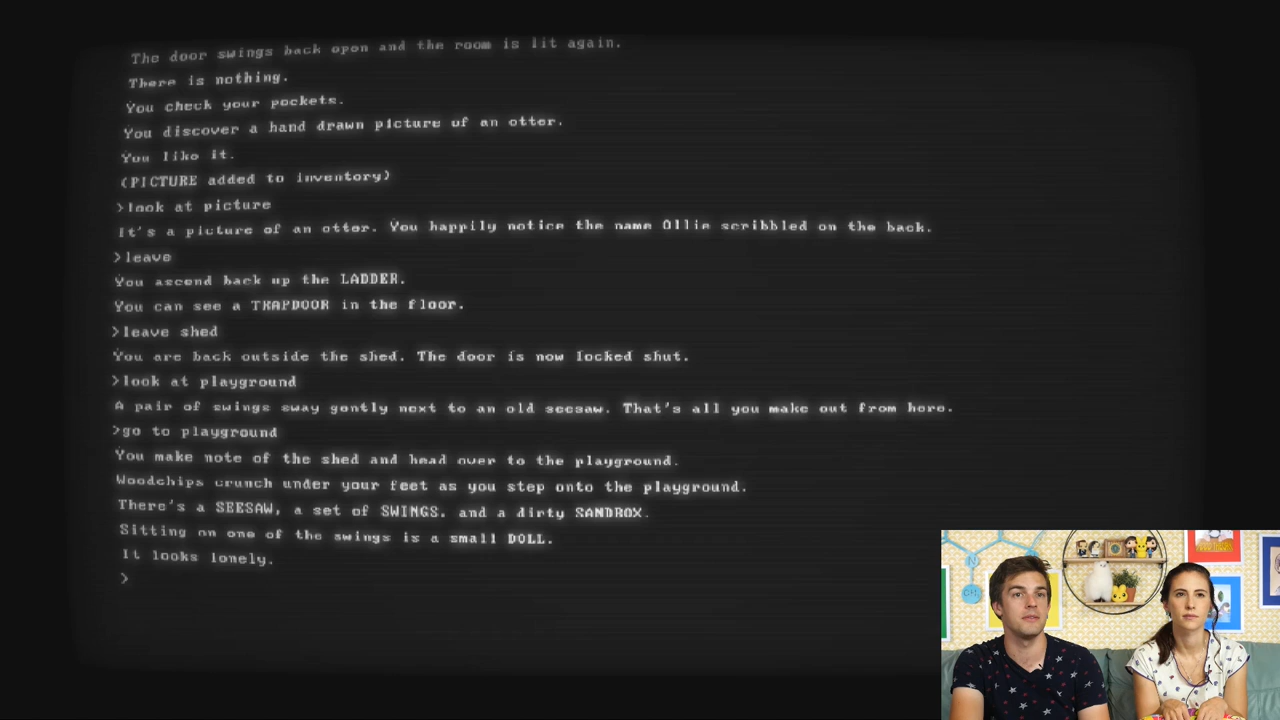 The door swings back open and the room is lit again.
There is nothing.
You check your pockets.
You discover a hand drawn picture of an otter.
You like it.
(PICTURE added to inventory)
>look at picture
It's a picture of an otter. You happily notice the name Ollie scribbled on the back.
>leave
You ascend back up the LADDER.
You can see a TRAPDOOR in the floor.
>leave shed
You are back outside the shed. The door is now locked shut.
>look at playground
A pair of swings sway gently next to an old seesaw. That's all you make out from here.
>go to playground
You make note of the shed and head over to the playground.
Woodchips crunch under your feet as you step onto the playground.
There's a SEESAW, a set of SWINGS, and a dirty SANDBOX.
Sitting on one of the swings is a small DOLL.
It looks lonely.
>